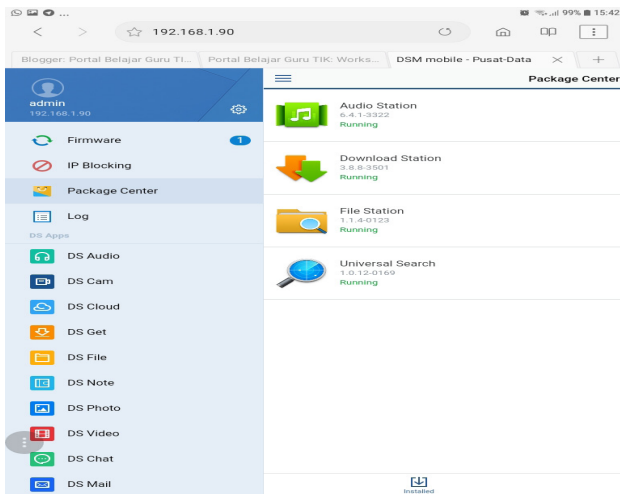 99% 15:42
192.168.1.90
Blogger: Portal Belajar Guru TI...
Portal Belajar Guru TIK: Works...
DSM mobile - Pusat-Data
admin
192.168.1.90
Firmware
1
IP Blocking
Package Center
Log
DS Apps
DS Audio
DS Cam
DS Cloud
DS Get
DS File
DS Note
DS Photo
DS Video
DS Chat
DS Mail
Package Center
Audio Station
6.4.1-3322
Running
Download Station
3.8.8-3501
Running
File Station
1.1.4-0123
Running
Universal Search
1.0.12-0169
Running
Installed